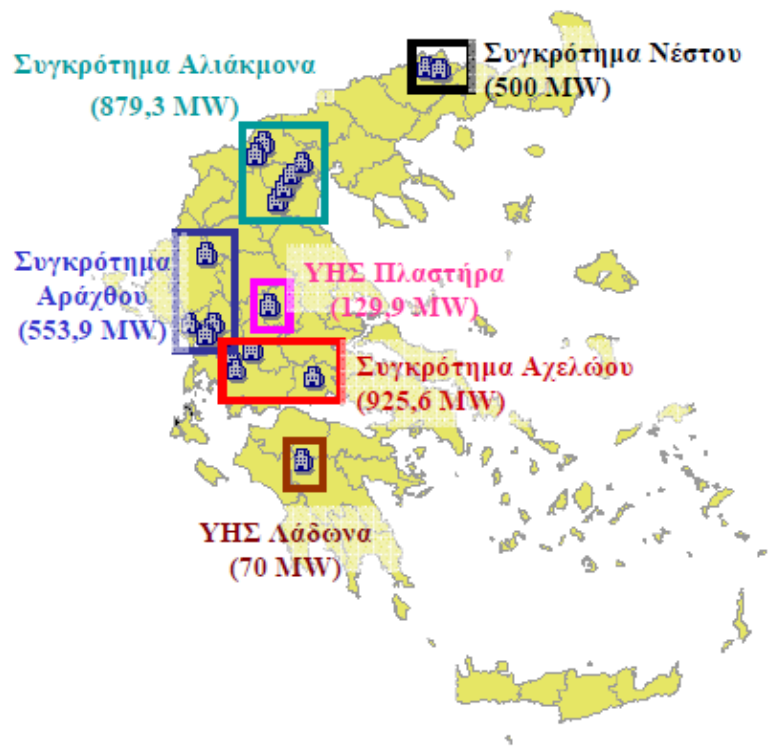 Συγκρότημα Νέστου
(500 MW)
Συγκρότημα Αλιάκμονα
(879,3 MW)
Συγκρότημα
Αράχθου
(553,9 MW)
ΥΗΣ Πλαστήρα
(129,9 MW)
Συγκρότημα Αχελώου
(925,6 MW)
ΥΗΣ Λάδωνα
(70 MW)